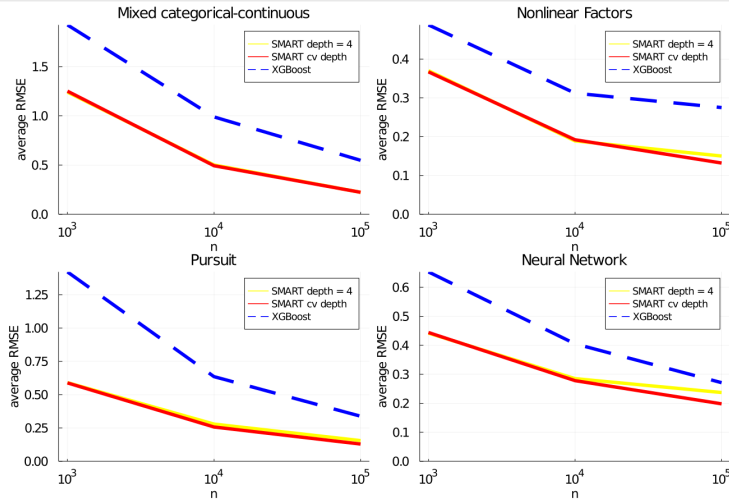 Mixed categorical-continuous
SMART depth = 4
SMART cv depth
XGBoost
average RMSE
1.5
1.0
0.5
0.0
10³
10⁴
10⁵
n
Nonlinear Factors
SMART depth = 4
SMART cv depth
XGBoost
average RMSE
0.4
0.3
0.2
0.1
0.0
10³
10⁴
10⁵
n
Pursuit
SMART depth = 4
SMART cv depth
XGBoost
average RMSE
1.25
1.00
0.75
0.50
0.25
0.00
10³
10⁴
10⁵
n
Neural Network
SMART depth = 4
SMART cv depth
XGBoost
average RMSE
0.6
0.5
0.4
0.3
0.2
0.1
0.0
10³
10⁴
10⁵
n